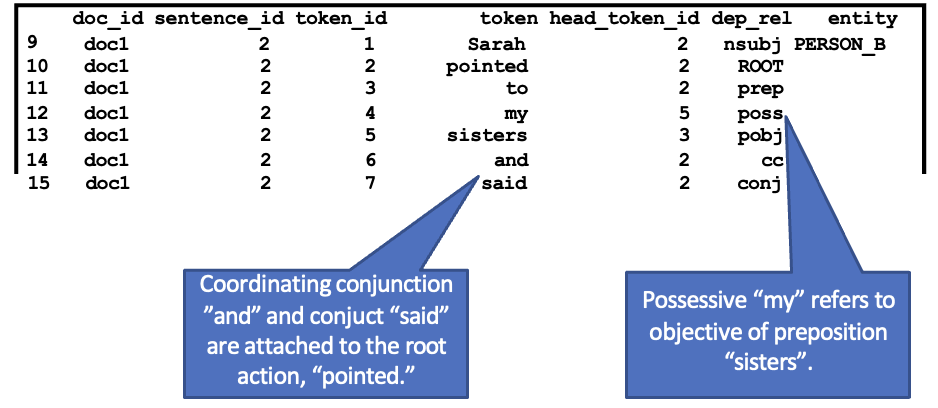 doc_id sentence_id token_id token head_token_id dep_rel entity
9 doc1 2 1 Sarah 2 nsubj PERSON_B
10 doc1 2 2 pointed 2 ROOT
11 doc1 2 3 to 2 prep
12 doc1 2 4 my 5 poss
13 doc1 2 5 sisters 3 pobj
14 doc1 2 6 and 2 cc
15 doc1 2 7 said 2 conj
Coordinating conjunction
”and” and conjuct “said”
are attached to the root
action, “pointed.”
Possessive “my” refers to
objective of preposition
“sisters”.